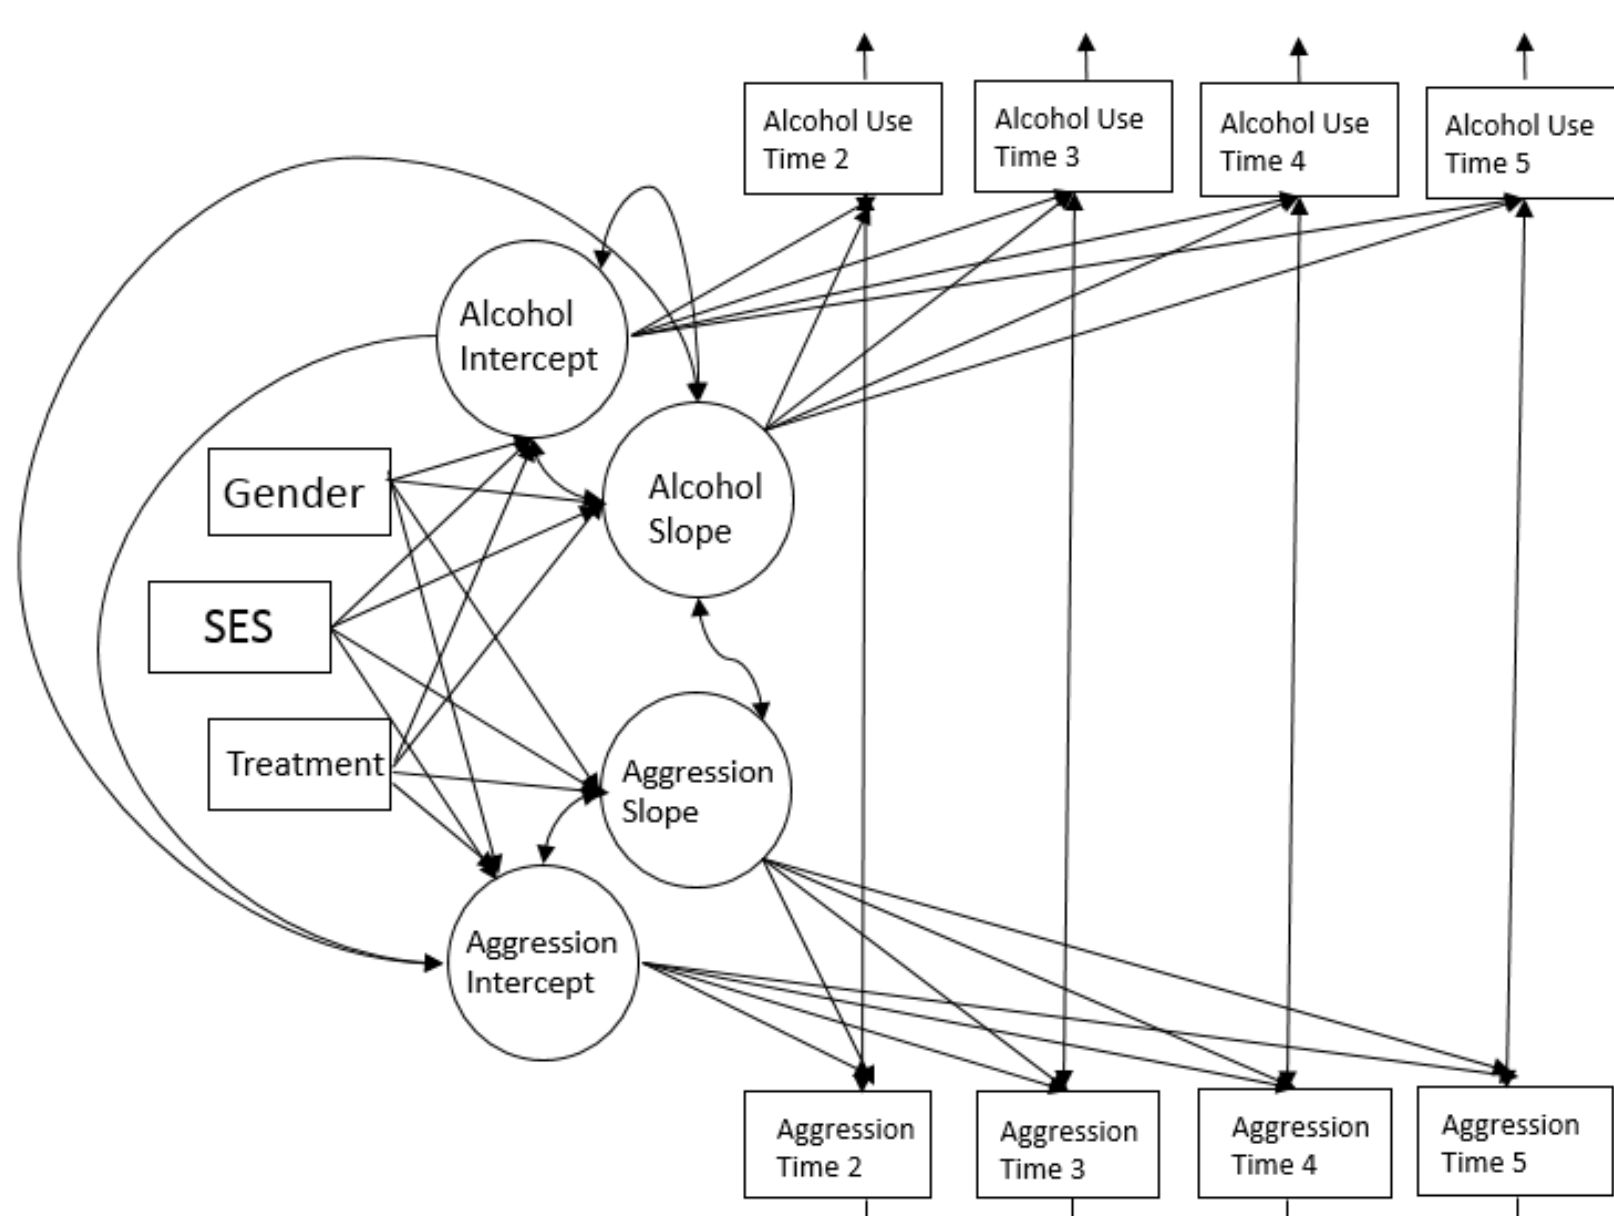 Alcohol Use
Time 2
Alcohol Use
Time 3
Alcohol Use
Time 4
Alcohol Use
Time 5
Alcohol
Intercept
Gender
Alcohol
Slope
SES
Treatment
Aggression
Slope
Aggression
Intercept
Aggression
Time 2
Aggression
Time 3
Aggression
Time 4
Aggression
Time 5